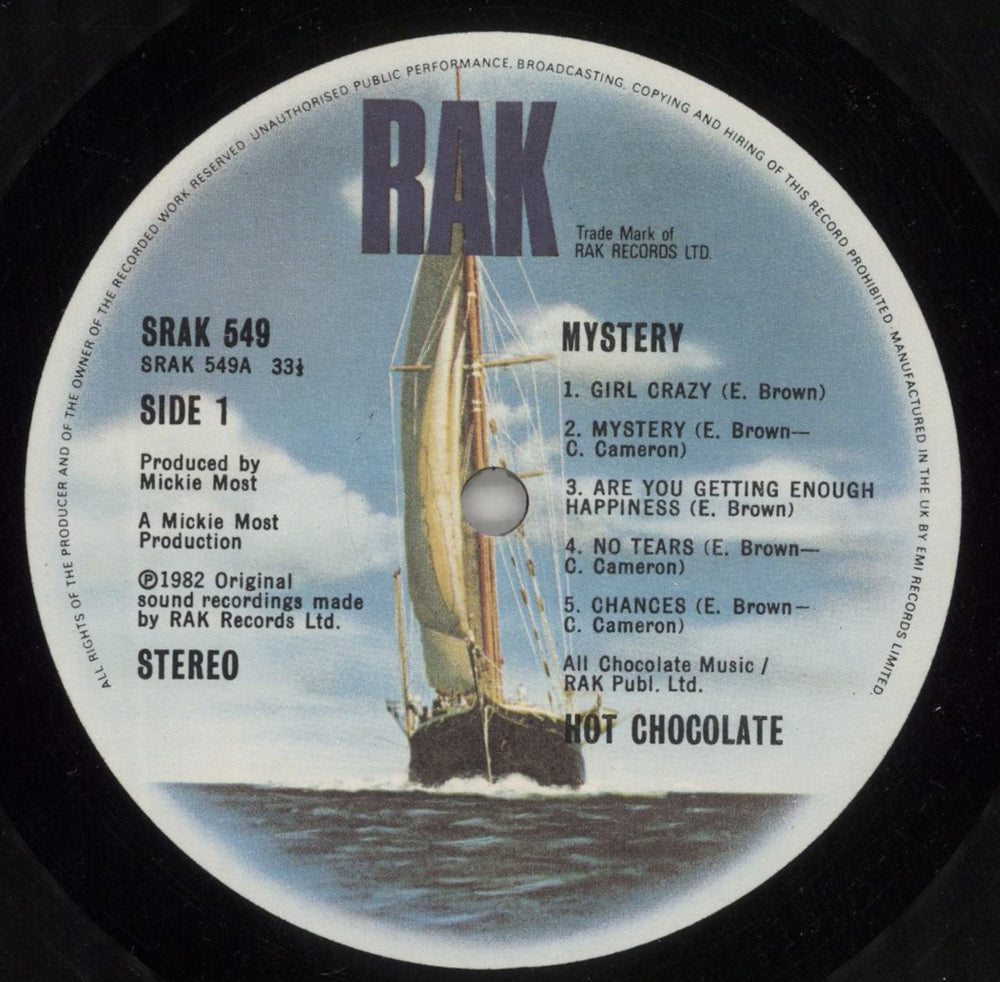 ALL RIGHTS OF THE PRODUCER AND OF THE OWNER OF THE RECORDED WORK RESERVED · UNAUTHORISED PUBLIC PERFORMANCE, BROADCASTING, COPYING AND HIRING OF THIS RECORD PROHIBITED · MANUFACTURED IN THE UK BY EMI RECORDS LIMITED.
RAK
Trade Mark of
RAK RECORDS LTD.
SRAK 549
SRAK 549A 33⅓
SIDE 1
Produced by
Mickie Most
A Mickie Most
Production
℗1982 Original
sound recordings made
by RAK Records Ltd.
STEREO
MYSTERY
1. GIRL CRAZY (E. Brown)
2. MYSTERY (E. Brown—
C. Cameron)
3. ARE YOU GETTING ENOUGH
HAPPINESS (E. Brown)
4. NO TEARS (E. Brown—
C. Cameron)
5. CHANCES (E. Brown—
C. Cameron)
All Chocolate Music /
RAK Publ. Ltd.
HOT CHOCOLATE